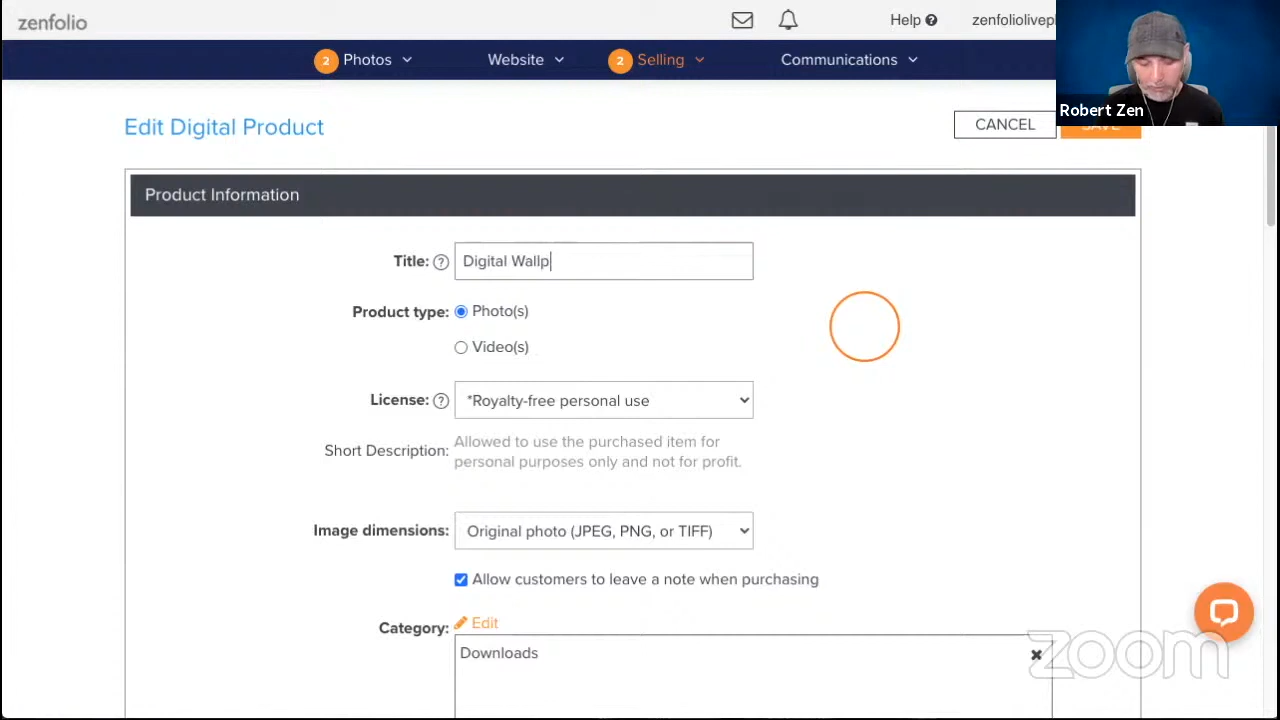 zenfolio
Help ?
zenfolioliveph
2 Photos
Website
2 Selling
Communications
Robert Zen
Edit Digital Product
CANCEL
SAVE
Product Information
Title: ?
Digital Wallp
Product type:
Photo(s)
Video(s)
License: ?
*Royalty-free personal use
Short Description:
Allowed to use the purchased item for
personal purposes only and not for profit.
Image dimensions:
Original photo (JPEG, PNG, or TIFF)
Allow customers to leave a note when purchasing
Category:
Edit
Downloads
zoom